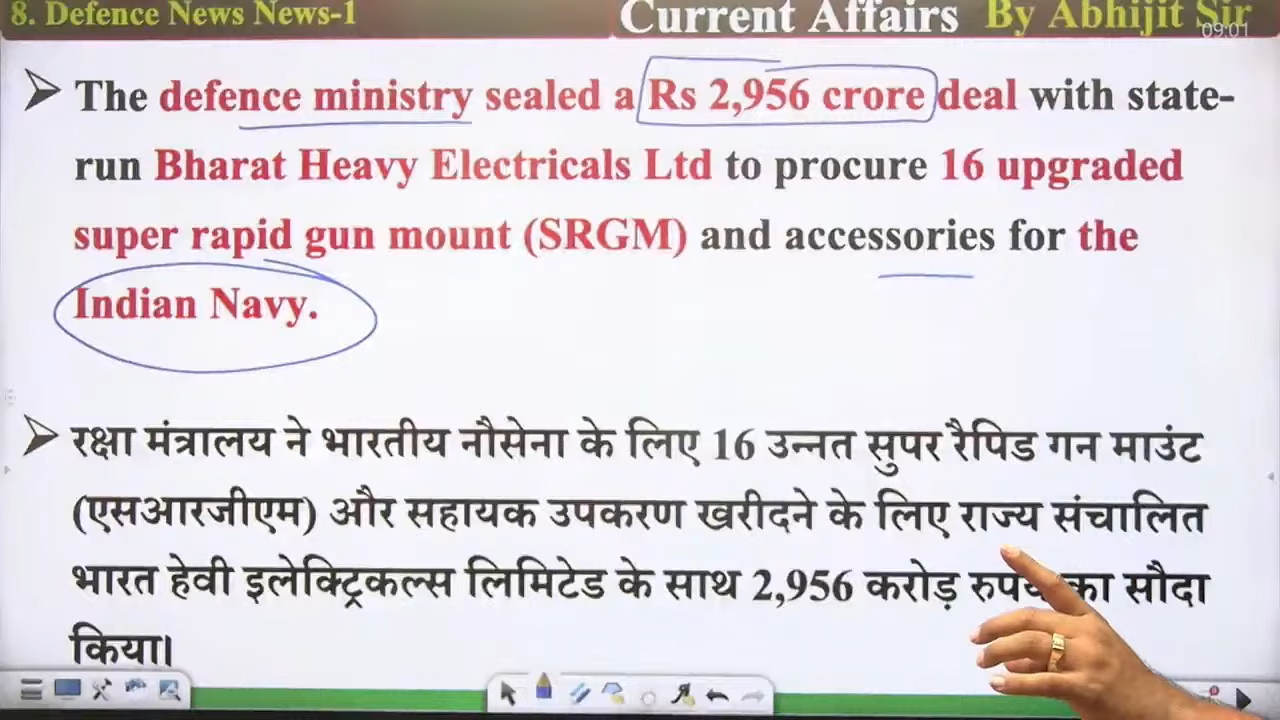 8. Defence News News-1
Current Affairs By Abhijit Sir
09:01
The defence ministry sealed a Rs 2,956 crore deal with state-
run Bharat Heavy Electricals Ltd to procure 16 upgraded
super rapid gun mount (SRGM) and accessories for the
Indian Navy.
रक्षा मंत्रालय ने भारतीय नौसेना के लिए 16 उन्नत सुपर रैपिड गन माउंट
(एसआरजीएम) और सहायक उपकरण खरीदने के लिए राज्य संचालित
भारत हेवी इलेक्ट्रिकल्स लिमिटेड के साथ 2,956 करोड़ का सौदा
किया।